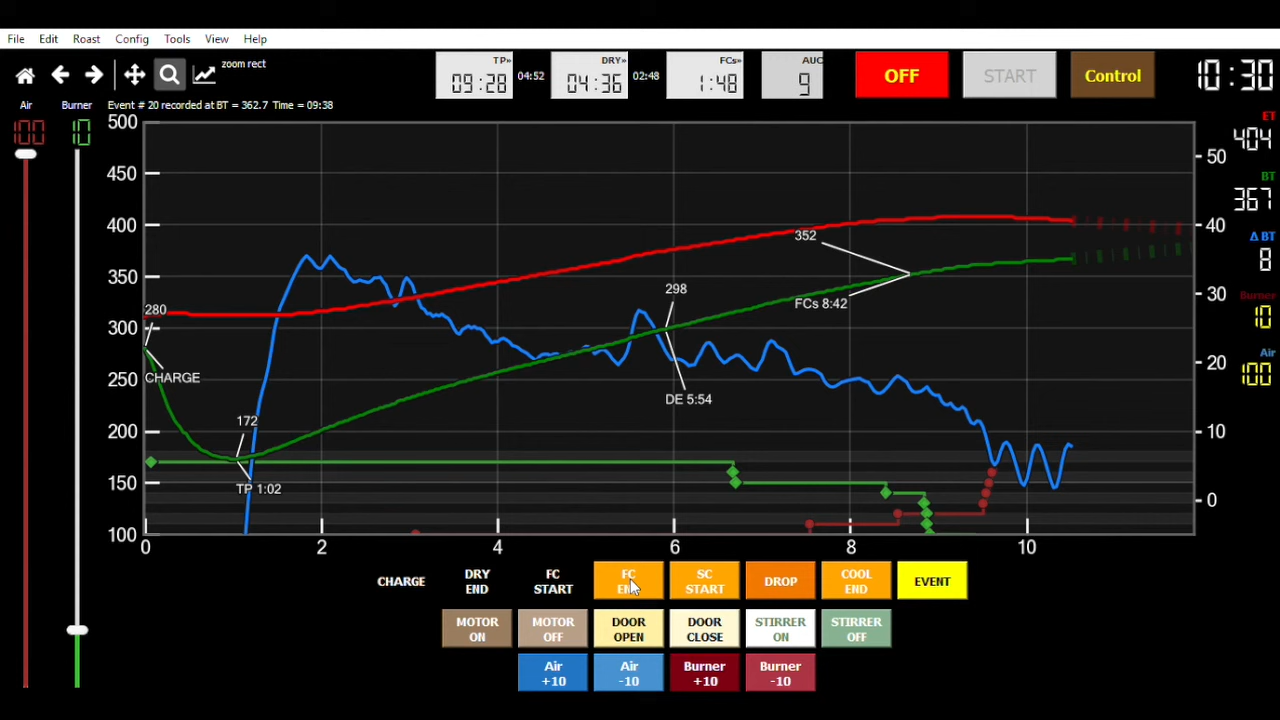 File Edit Roast Config Tools View Help
zoom rect
TP» 09:28 04:52 DRY» 04:36 02:48 FCs» 1:48 AUC 9
OFF START Control 10:30
Air Burner Event # 20 recorded at BT = 362.7 Time = 09:38
100 10
ET
404
BT
367
Δ BT
8
Burner
10
Air
100
500
450
400
350
300
250
200
150
100
50
40
30
20
10
0
0 2 4 6 8 10
280
CHARGE
172
TP 1:02
298
DE 5:54
352
FCs 8:42
CHARGE
DRY
END
FC
START
FC
END
SC
START
DROP
COOL
END
EVENT
MOTOR
ON
MOTOR
OFF
DOOR
OPEN
DOOR
CLOSE
STIRRER
ON
STIRRER
OFF
Air
+10
Air
-10
Burner
+10
Burner
-10